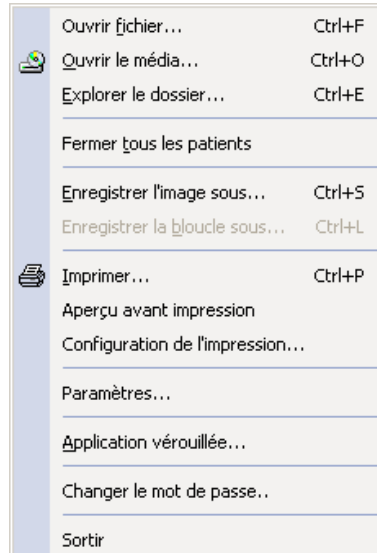 Ouvrir fichier... Ctrl+F
Ouvrir le média... Ctrl+O
Explorer le dossier... Ctrl+E
Fermer tous les patients
Enregistrer l'image sous... Ctrl+S
Enregistrer la bloucle sous... Ctrl+L
Imprimer... Ctrl+P
Aperçu avant impression
Configuration de l'impression...
Paramètres...
Application vérouillée...
Changer le mot de passe..
Sortir